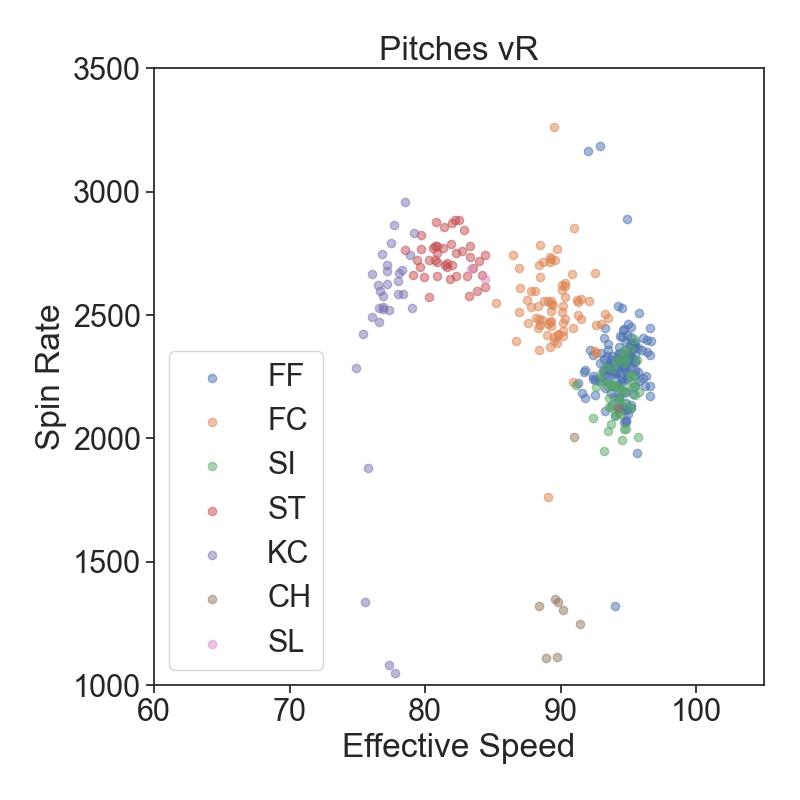 Pitches vR
3500
3000
2500
2000
1500
1000
Spin Rate
FF
FC
SI
ST
KC
CH
SL
60 70 80 90 100
Effective Speed